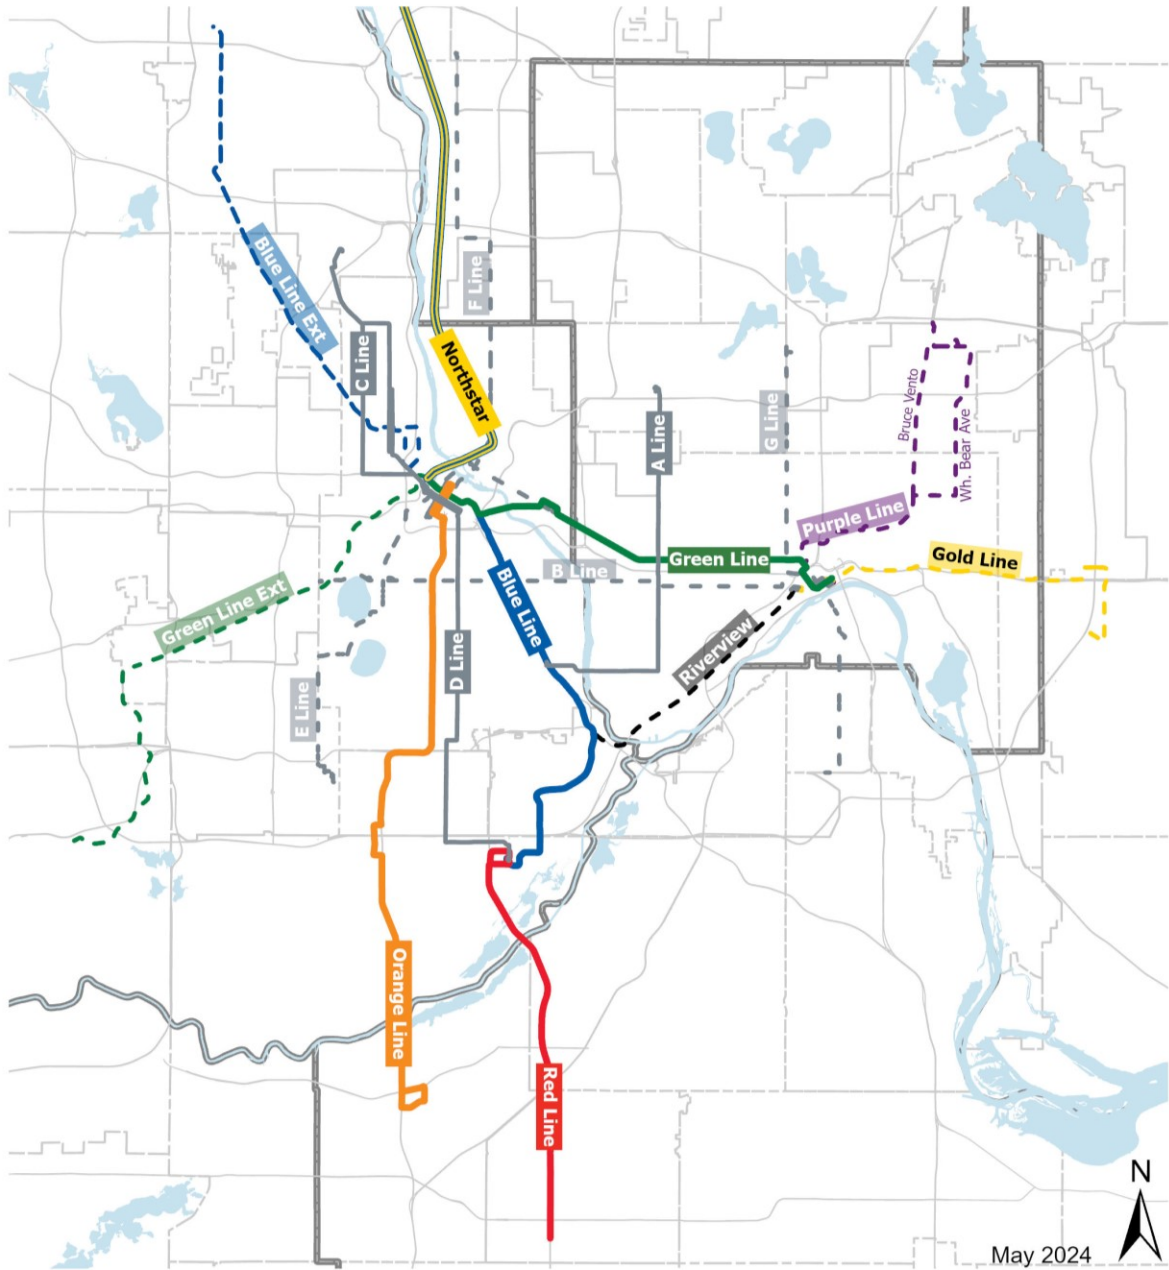 Blue Line Ext
F Line
C Line
Northstar
Bruce Vento
A Line
G Line
Wh. Bear Ave
Purple Line
Gold Line
Green Line
B Line
Green Line Ext
Blue Line
Riverview
D Line
E Line
Orange Line
Red Line
N
May 2024